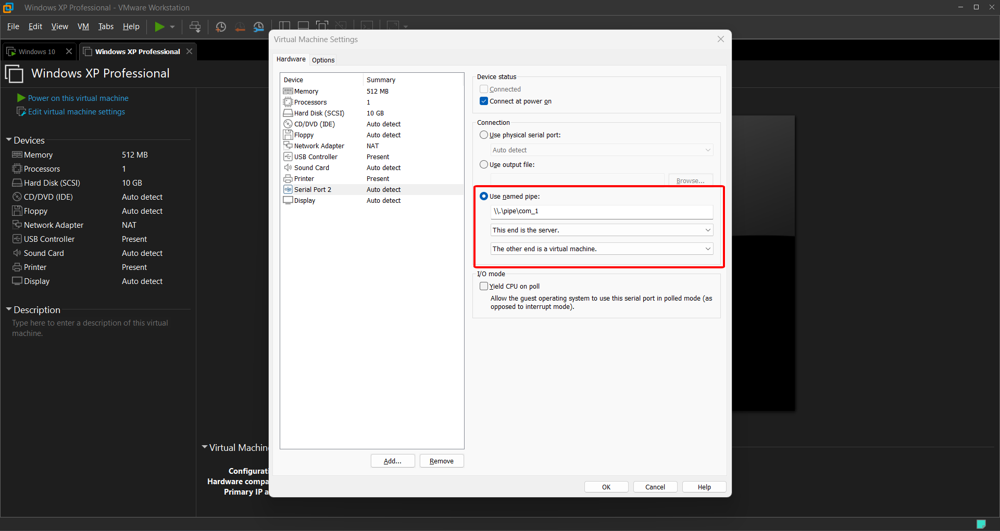 Windows XP Professional - VMware Workstation
File Edit View VM Tabs Help
Windows 10
Windows XP Professional
Windows XP Professional
Power on this virtual machine
Edit virtual machine settings
Devices
Memory 512 MB
Processors 1
Hard Disk (SCSI) 10 GB
CD/DVD (IDE) Auto detect
Floppy Auto detect
Network Adapter NAT
USB Controller Present
Sound Card Auto detect
Printer Present
Display Auto detect
Description
Type here to enter a description of this virtual
machine.
Virtual Machine Settings
Hardware Options
Device Summary
Memory 512 MB
Processors 1
Hard Disk (SCSI) 10 GB
CD/DVD (IDE) Auto detect
Floppy Auto detect
Network Adapter NAT
USB Controller Present
Sound Card Auto detect
Printer Present
Serial Port 2 Auto detect
Display Auto detect
Add... Remove
Device status
Connected
Connect at power on
Connection
Use physical serial port:
Auto detect
Use output file:
Browse...
Use named pipe:
\\.\pipe\com_1
This end is the server.
The other end is a virtual machine.
I/O mode
Yield CPU on poll
Allow the guest operating system to use this serial port in polled mode (as
opposed to interrupt mode).
OK Cancel Help
Virtual Machin
Configurati
Hardware compa
Primary IP a